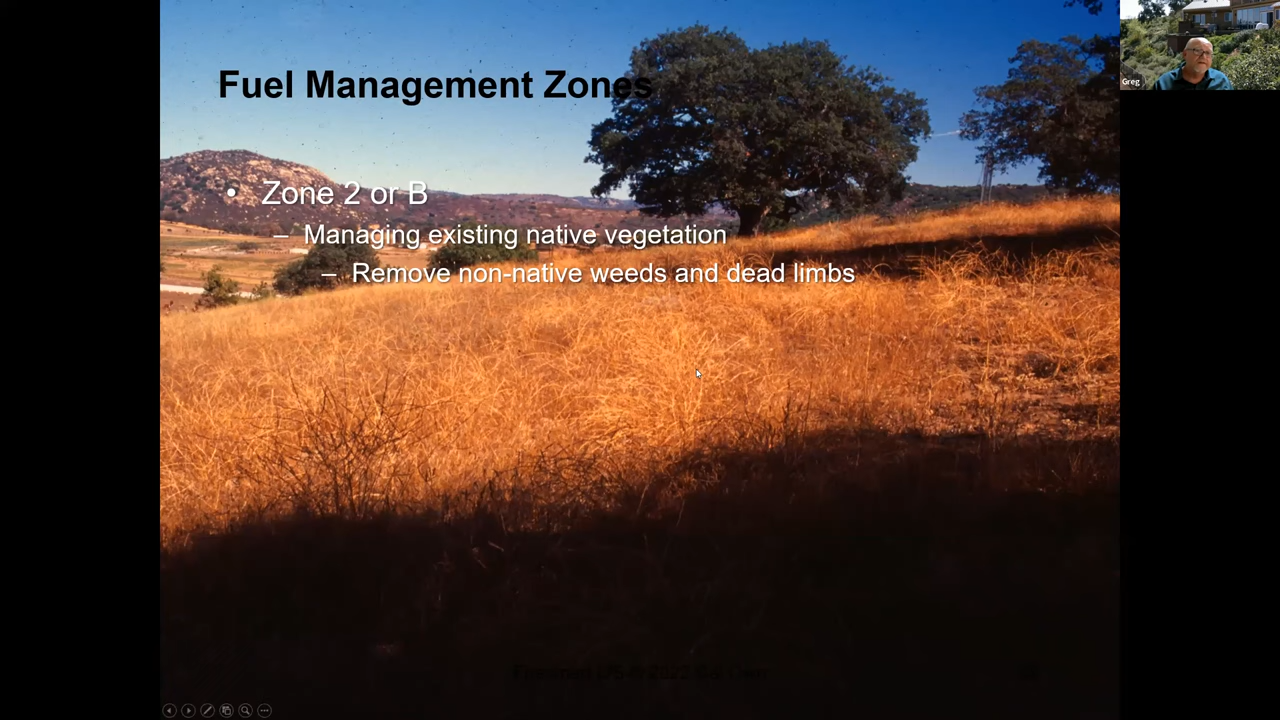 Fuel Management Zones
• Zone 2 or B
– Managing existing native vegetation
– Remove non-native weeds and dead limbs
Greg